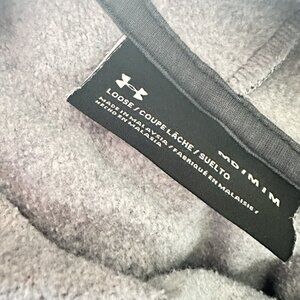 LOOSE / COUPE LÂCHE / SUELTO
MADE IN MALAYSIA / FABRIQUÉ EN MALAISIE /
HECHO EN MALASIA
MD I M I M